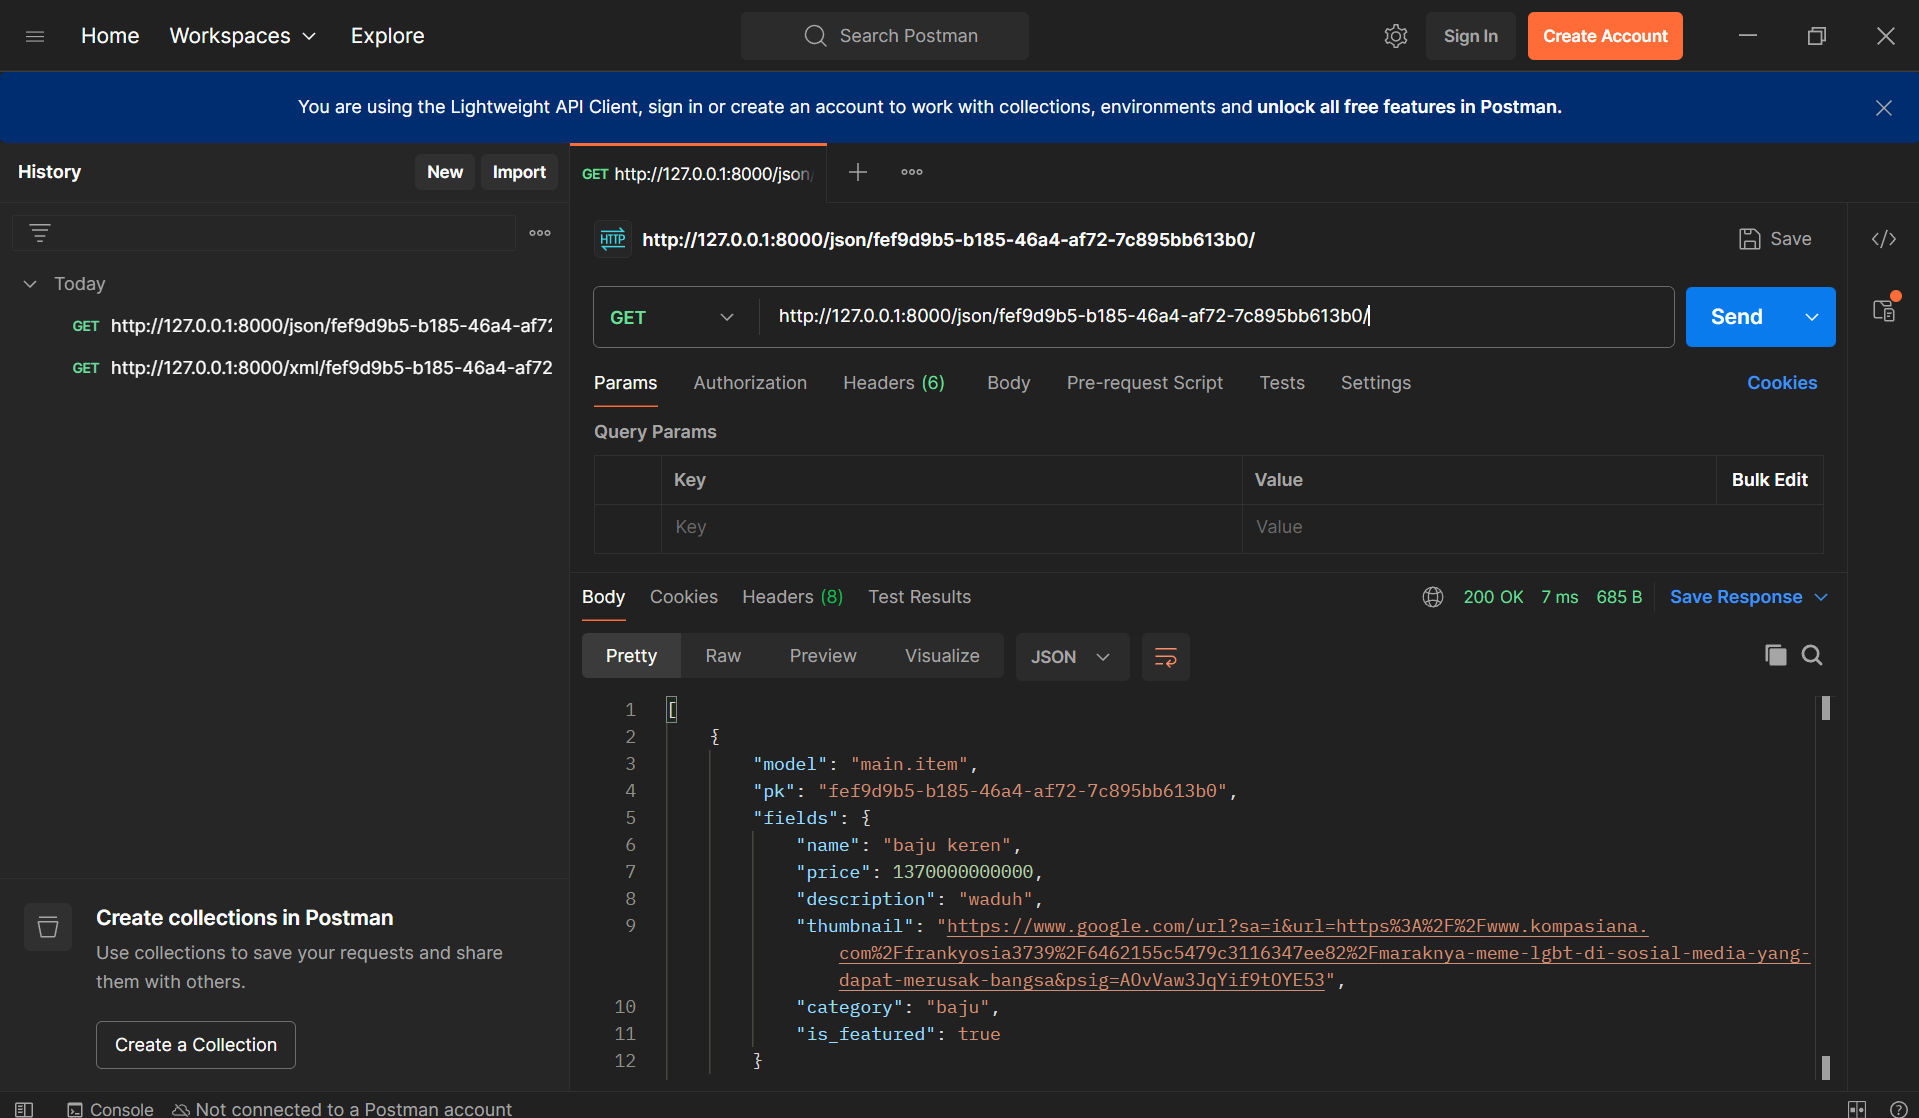 Home Workspaces Explore Search Postman Sign In Create Account
You are using the Lightweight API Client, sign in or create an account to work with collections, environments and unlock all free features in Postman.
History New Import
GET http://127.0.0.1:8000/json/
HTTP http://127.0.0.1:8000/json/fef9d9b5-b185-46a4-af72-7c895bb613b0/ Save
Today
GET http://127.0.0.1:8000/json/fef9d9b5-b185-46a4-af72
GET http://127.0.0.1:8000/xml/fef9d9b5-b185-46a4-af72
GET http://127.0.0.1:8000/json/fef9d9b5-b185-46a4-af72-7c895bb613b0/ Send
Params Authorization Headers (6) Body Pre-request Script Tests Settings Cookies
Query Params
Key Value Bulk Edit
Key Value
Body Cookies Headers (8) Test Results 200 OK 7 ms 685 B Save Response
Pretty Raw Preview Visualize JSON
1 [
2 {
3 "model": "main.item",
4 "pk": "fef9d9b5-b185-46a4-af72-7c895bb613b0",
5 "fields": {
6 "name": "baju keren",
7 "price": 1370000000000,
8 "description": "waduh",
9 "thumbnail": "https://www.google.com/url?sa=i&url=https%3A%2F%2Fwww.kompasiana.
com%2Ffrankyosia3739%2F6462155c5479c3116347ee82%2Fmaraknya-meme-lgbt-di-sosial-media-yang-
dapat-merusak-bangsa&psig=AOvVaw3JqYif9tOYE53",
10 "category": "baju",
11 "is_featured": true
12 }
Create collections in Postman
Use collections to save your requests and share
them with others.
Create a Collection
Console Not connected to a Postman account